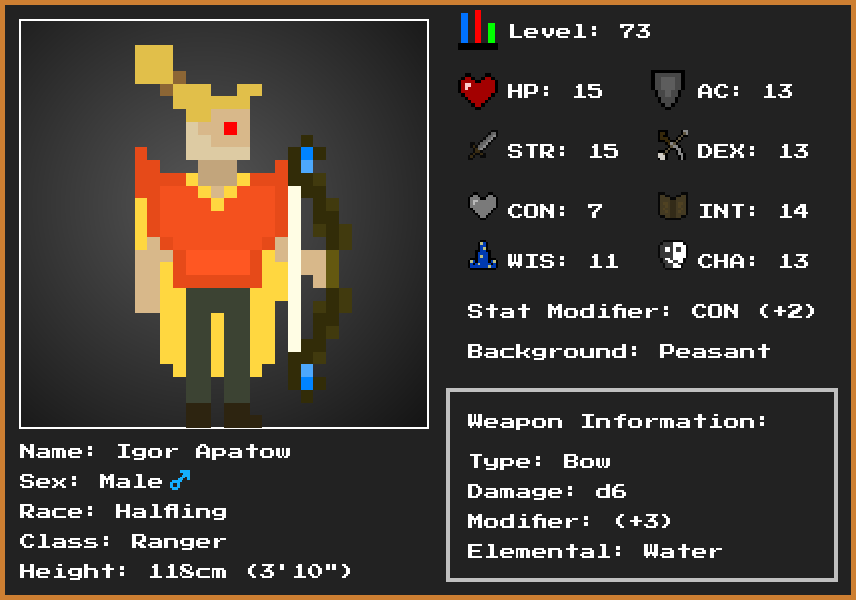 Level: 73
HP: 15
AC: 13
STR: 15
DEX: 13
CON: 7
INT: 14
WIS: 11
CHA: 13
Stat Modifier: CON (+2)
Background: Peasant
Name: Igor Apatow
Sex: Male ♂
Race: Halfling
Class: Ranger
Height: 118cm (3'10")
Weapon Information:
Type: Bow
Damage: d6
Modifier: (+3)
Elemental: Water